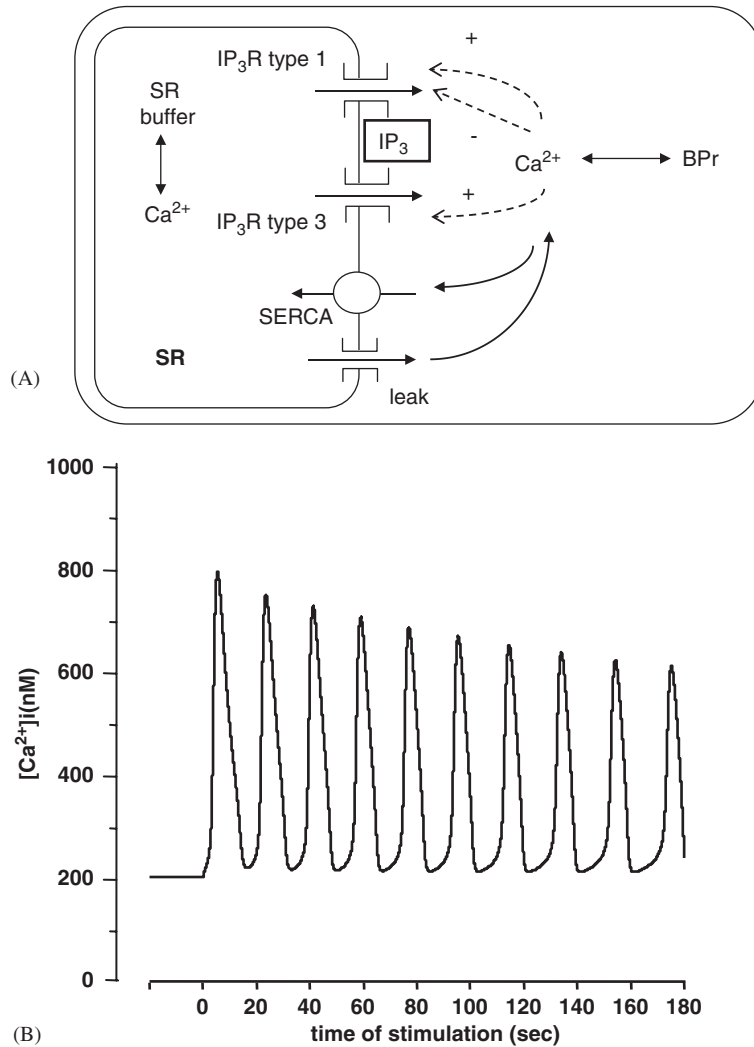 IP3R type 1
+
SR
buffer
IP3
-
Ca2+
BPr
Ca2+
IP3R type 3
+
SERCA
SR
(A)
leak
1000
800
600
400
200
0
[Ca2+]i(nM)
0 20 40 60 80 100 120 140 160 180
time of stimulation (sec)
(B)